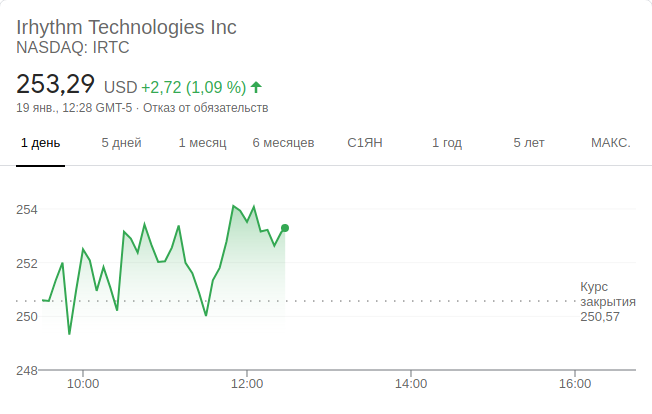 Irhythm Technologies Inc
NASDAQ: IRTC
253,29 USD +2,72 (1,09 %)
19 янв., 12:28 GMT-5 · Отказ от обязательств
1 день 5 дней 1 месяц 6 месяцев С1ЯН 1 год 5 лет МАКС.
254
252
250
248
Курс
закрытия
250,57
10:00 12:00 14:00 16:00